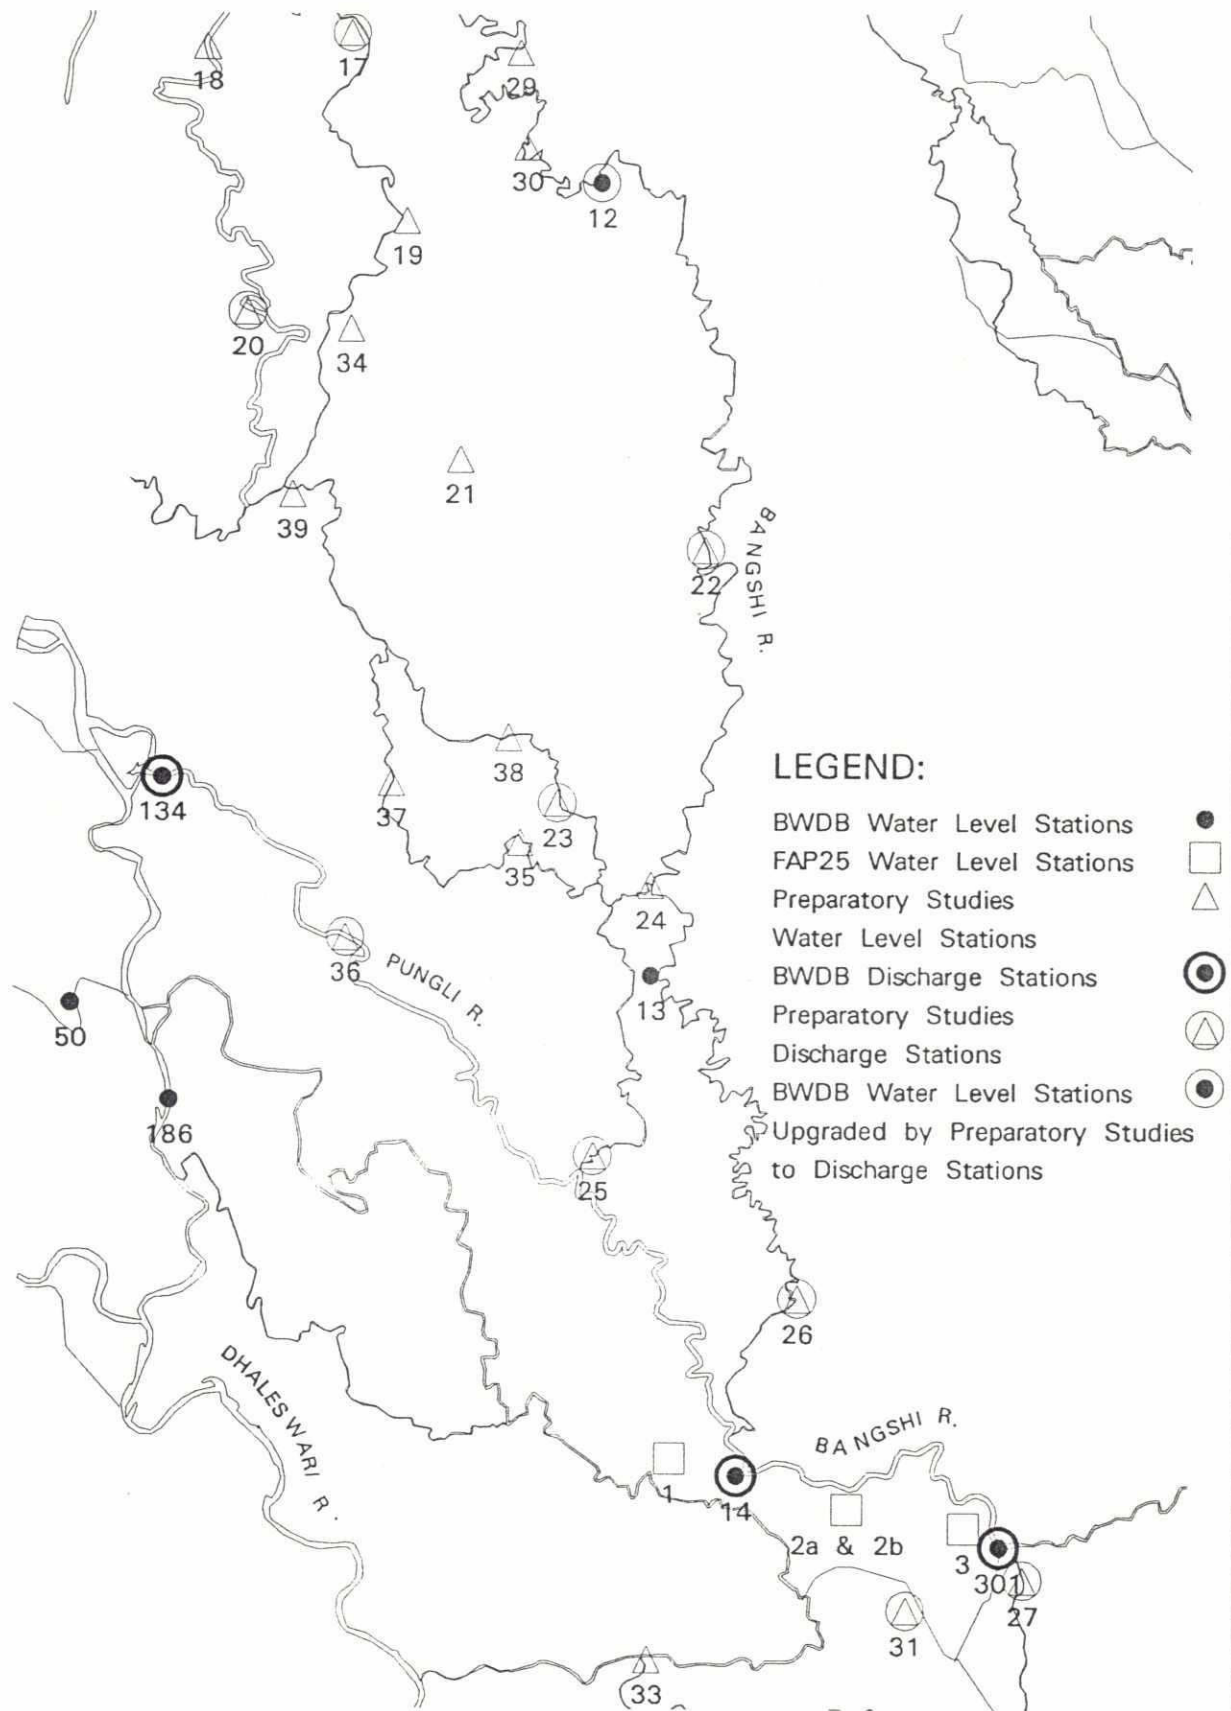 18
17
29
30
12
19
20
34
21
39
22
BANGSHI R.
134
38
37
23
35
24
36
PUNGLI R.
13
50
186
25
26
LEGEND:
BWDB Water Level Stations
FAP25 Water Level Stations
Preparatory Studies
Water Level Stations
BWDB Discharge Stations
Preparatory Studies
Discharge Stations
BWDB Water Level Stations
Upgraded by Preparatory Studies
to Discharge Stations
DHALESWARI R.
BANGSHI R.
1
14
2a & 2b
3
301
27
31
33